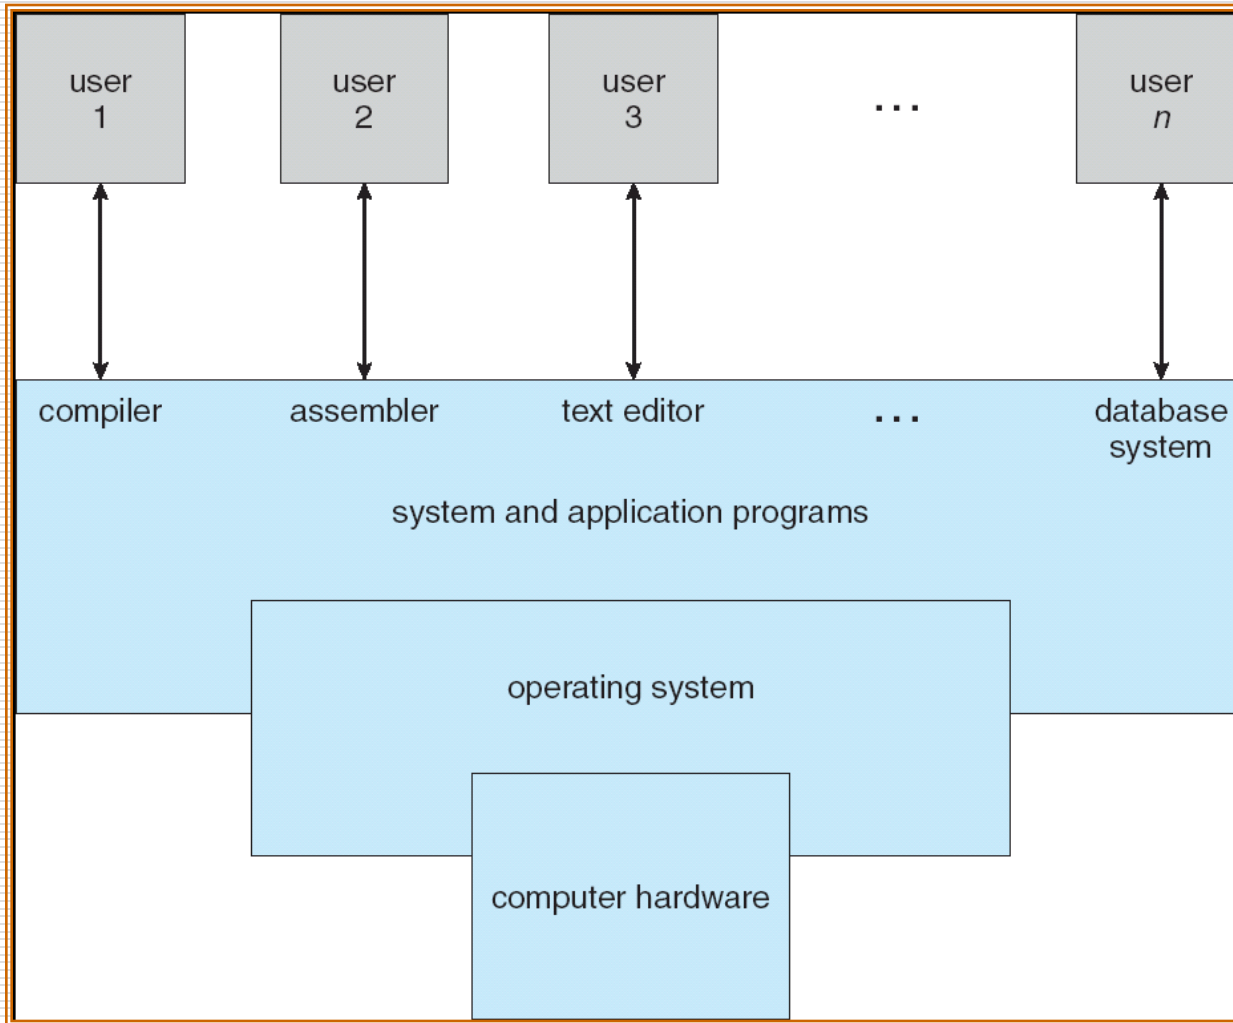 user
1
user
2
user
3
...
user
n
compiler
assembler
text editor
...
database
system
system and application programs
operating system
computer hardware